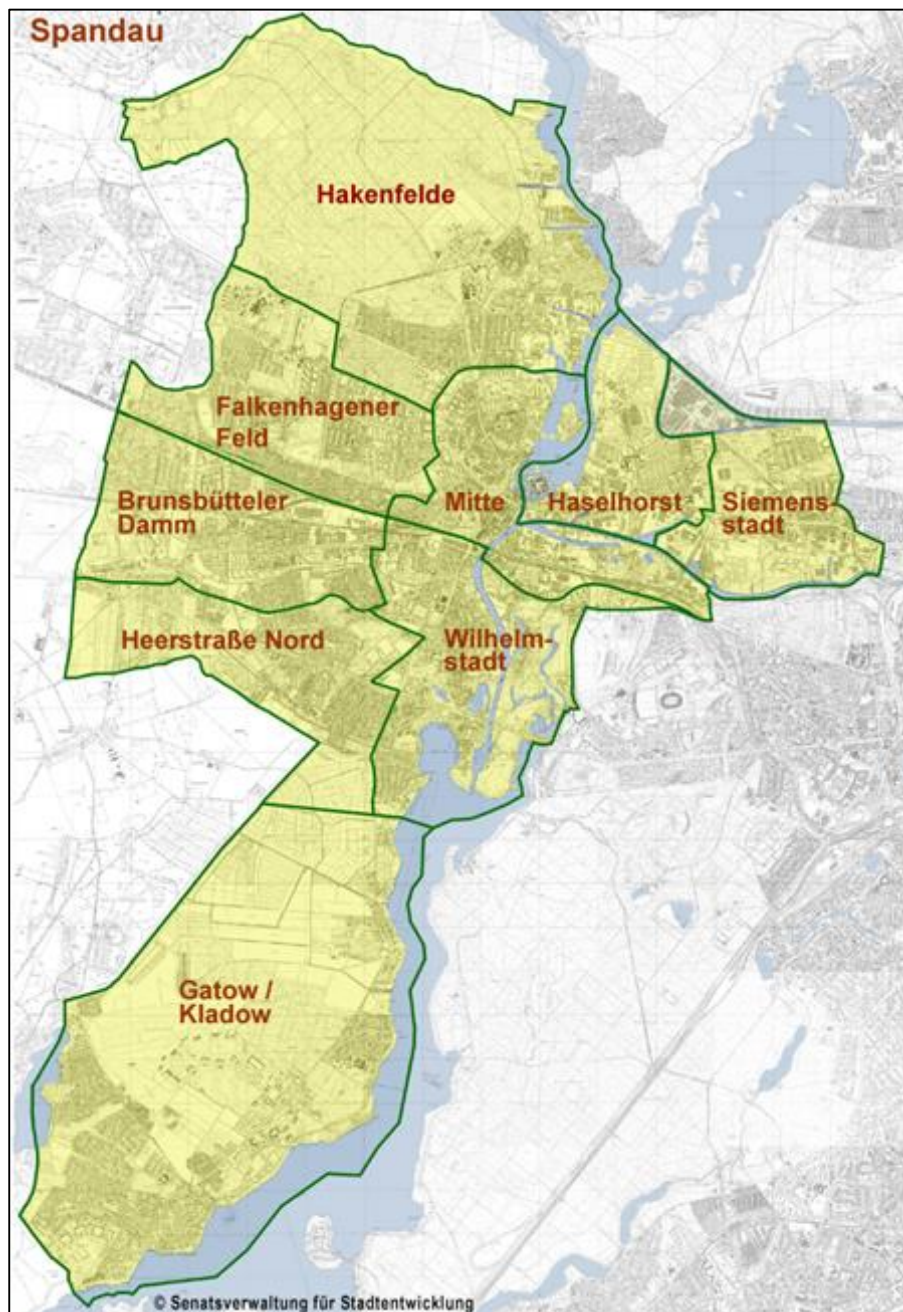 Spandau
Hakenfelde
Falkenhagener
Feld
Brunsbütteler
Damm
Mitte
Haselhorst
Siemens-
stadt
Heerstraße Nord
Wilhelm-
stadt
Gatow /
Kladow
© Senatsverwaltung für Stadtentwicklung